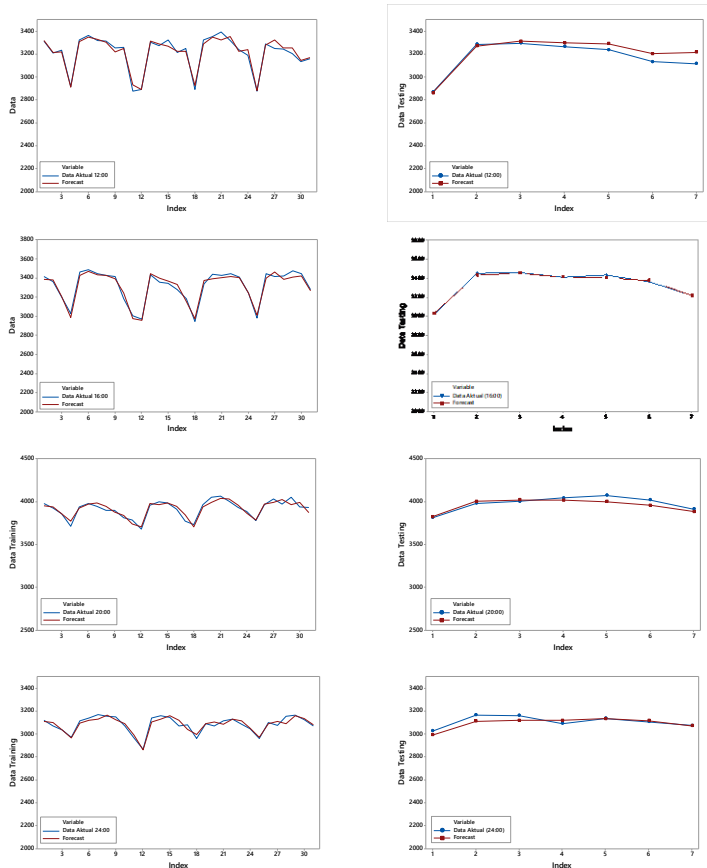 3400
3200
3000
2800
2600
2400
2200
2000
Data
Variable
Data Aktual 12:00
Forecast
3 6 9 12 15 18 21 24 27 30
Index
3400
3200
3000
2800
2600
2400
2200
2000
Data Testing
Variable
Data Aktual (12:00)
Forecast
1 2 3 4 5 6 7
Index
3800
3600
3400
3200
3000
2800
2600
2400
2200
2000
Data
Variable
Data Aktual 16:00
Forecast
3 6 9 12 15 18 21 24 27 30
Index
Data Testing
Variable
Data Aktual (16:00)
Forecast
1 2 3 4 5 6 7
Index
4500
4000
3500
3000
2500
Data Training
Variable
Data Aktual 20:00
Forecast
3 6 9 12 15 18 21 24 27 30
Index
4500
4000
3500
3000
2500
Data Testing
Variable
Data Aktual (20:00)
Forecast
1 2 3 4 5 6 7
Index
3400
3200
3000
2800
2600
2400
2200
2000
Data Training
Variable
Data Aktual 24:00
Forecast
3 6 9 12 15 18 21 24 27 30
Index
3400
3200
3000
2800
2600
2400
2200
2000
Data Testing
Variable
Data Aktual (24:00)
Forecast
1 2 3 4 5 6 7
Index